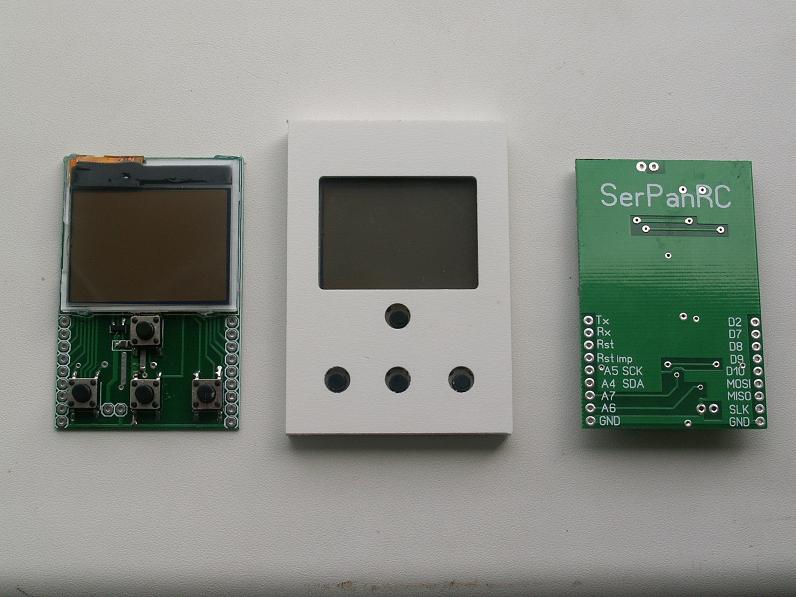 SerPanRC
Tx
Rx
Rst
Rst imp
A5 SCK
A4 SDA
A7
A6
GND
D2
D7
D8
D9
D10
MOSI
MISO
SLK
GND